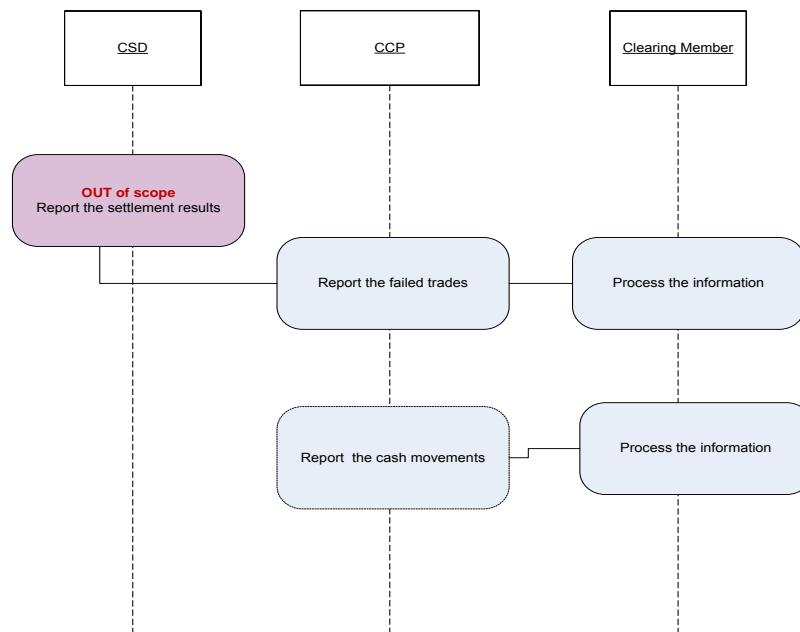 CSD
CCP
Clearing Member
OUT of scope
Report the settlement results
Report the failed trades
Process the information
Report the cash movements
Process the information